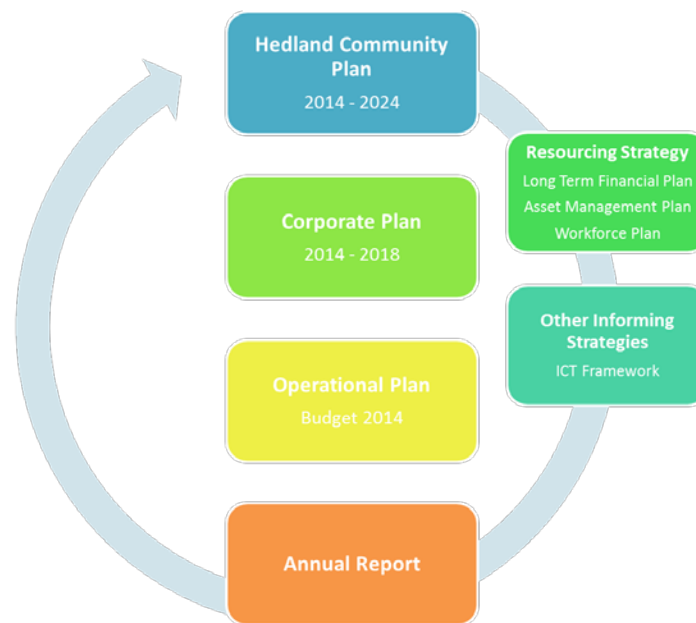 Hedland Community
Plan
2014 - 2024
Resourcing Strategy
Long Term Financial Plan
Asset Management Plan
Workforce Plan
Corporate Plan
2014 - 2018
Other Informing
Strategies
ICT Framework
Operational Plan
Budget 2014
Annual Report